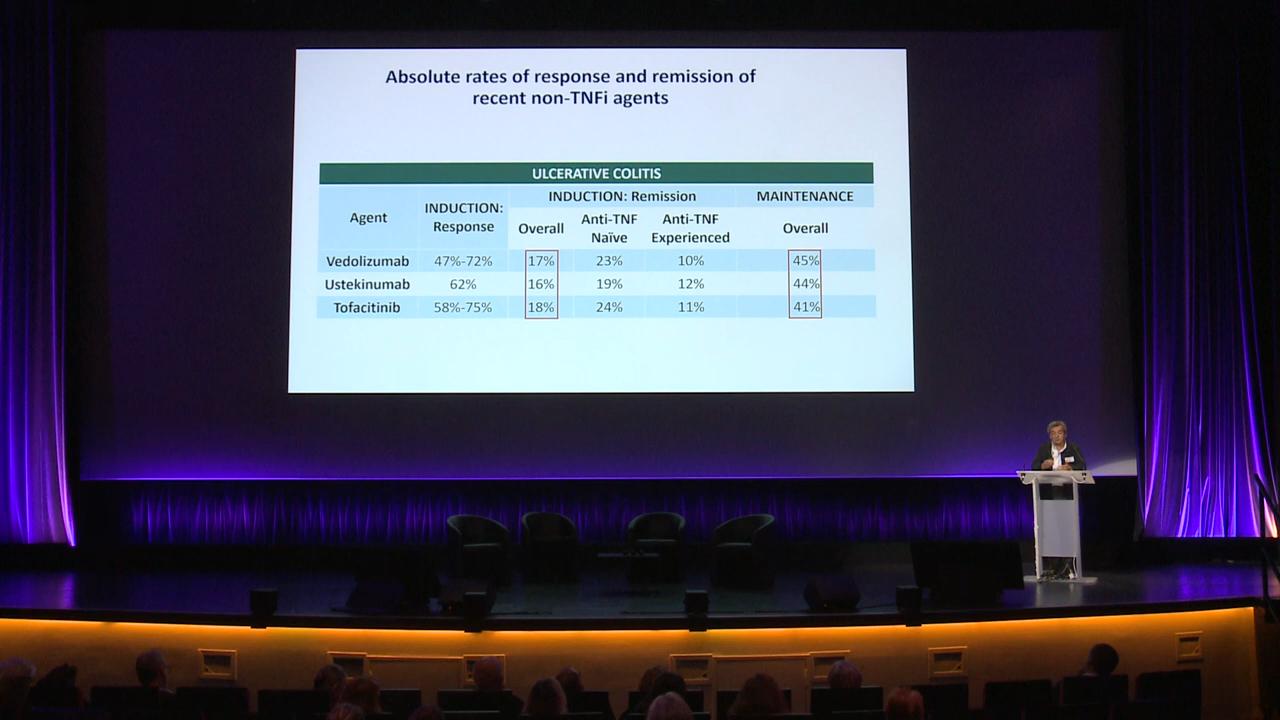 Absolute rates of response and remission of
recent non-TNFi agents
ULCERATIVE COLITIS
Agent INDUCTION: Response INDUCTION: Remission MAINTENANCE
Overall Anti-TNF Naïve Anti-TNF Experienced Overall
Vedolizumab 47%-72% 17% 23% 10% 45%
Ustekinumab 62% 16% 19% 12% 44%
Tofacitinib 58%-75% 18% 24% 11% 41%